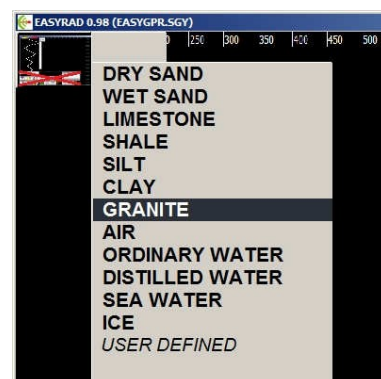 EASYRAD 0.98 (EASYGPR.SGY)
250 300 350 400 450 500
DRY SAND
WET SAND
LIMESTONE
SHALE
SILT
CLAY
GRANITE
AIR
ORDINARY WATER
DISTILLED WATER
SEA WATER
ICE
USER DEFINED